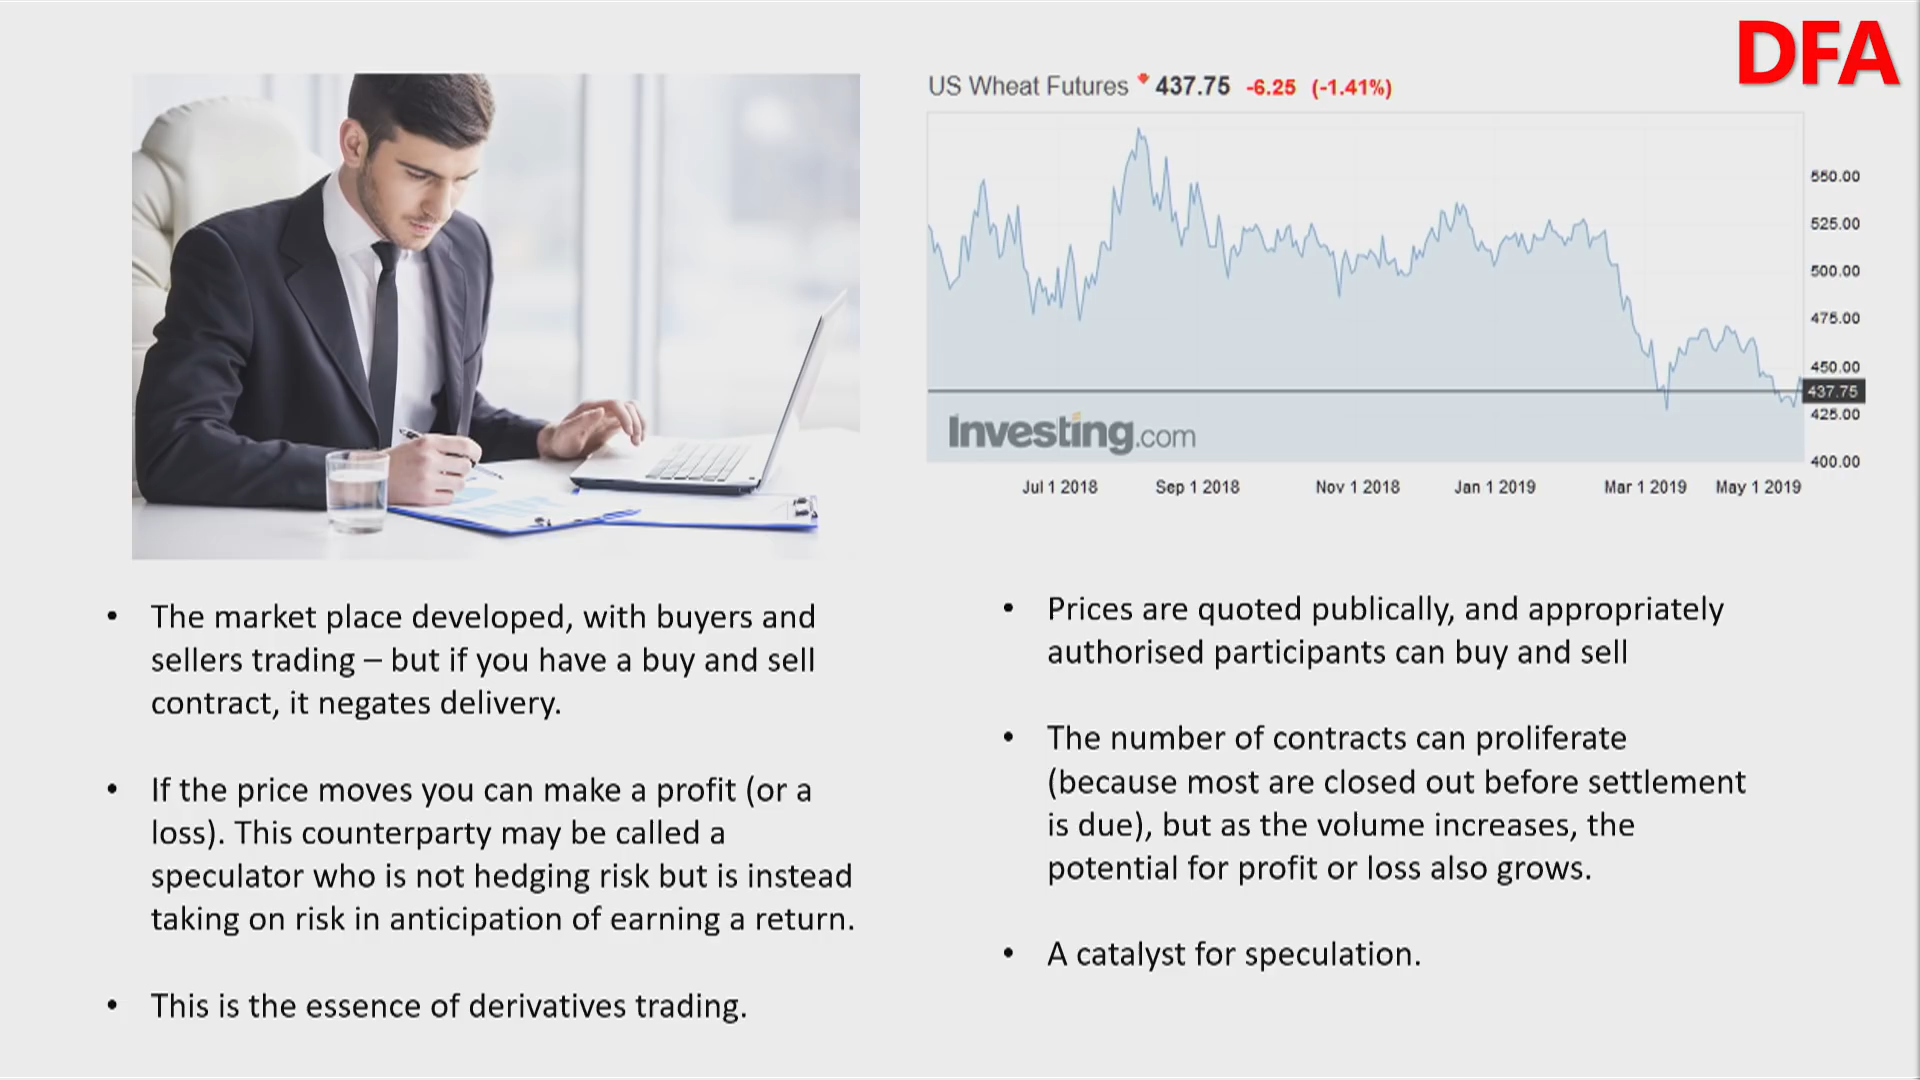 DFA
US Wheat Futures 437.75 -6.25 (-1.41%)
550.00
525.00
500.00
475.00
450.00
437.75
425.00
400.00
Investing.com
Jul 1 2018 Sep 1 2018 Nov 1 2018 Jan 1 2019 Mar 1 2019 May 1 2019
• The market place developed, with buyers and
sellers trading – but if you have a buy and sell
contract, it negates delivery.
• If the price moves you can make a profit (or a
loss). This counterparty may be called a
speculator who is not hedging risk but is instead
taking on risk in anticipation of earning a return.
• This is the essence of derivatives trading.
• Prices are quoted publically, and appropriately
authorised participants can buy and sell
• The number of contracts can proliferate
(because most are closed out before settlement
is due), but as the volume increases, the
potential for profit or loss also grows.
• A catalyst for speculation.